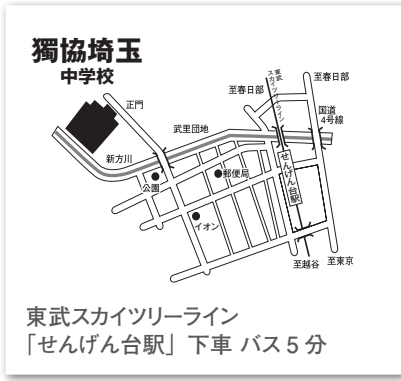 獨協埼玉
中学校
正門
東武
スカイツリーライン
至春日部
至春日部
国道
4号線
武里団地
新方川
公園
郵便局
せんげん台駅
イオン
至越谷
至東京
東武スカイツリーライン
「せんげん台駅」下車 バス5分